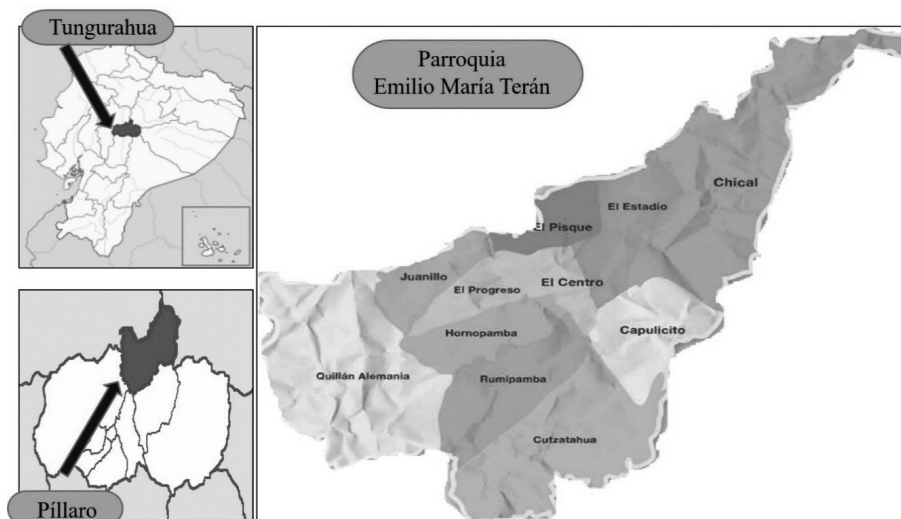 Tungurahua
Parroquia
Emilio María Terán
Chical
El Estadio
El Pisque
Juanillo
El Centro
El Progreso
Hornopamba
Capulicito
Quillán Alemania
Rumipamba
Cutzatahua
Píllaro